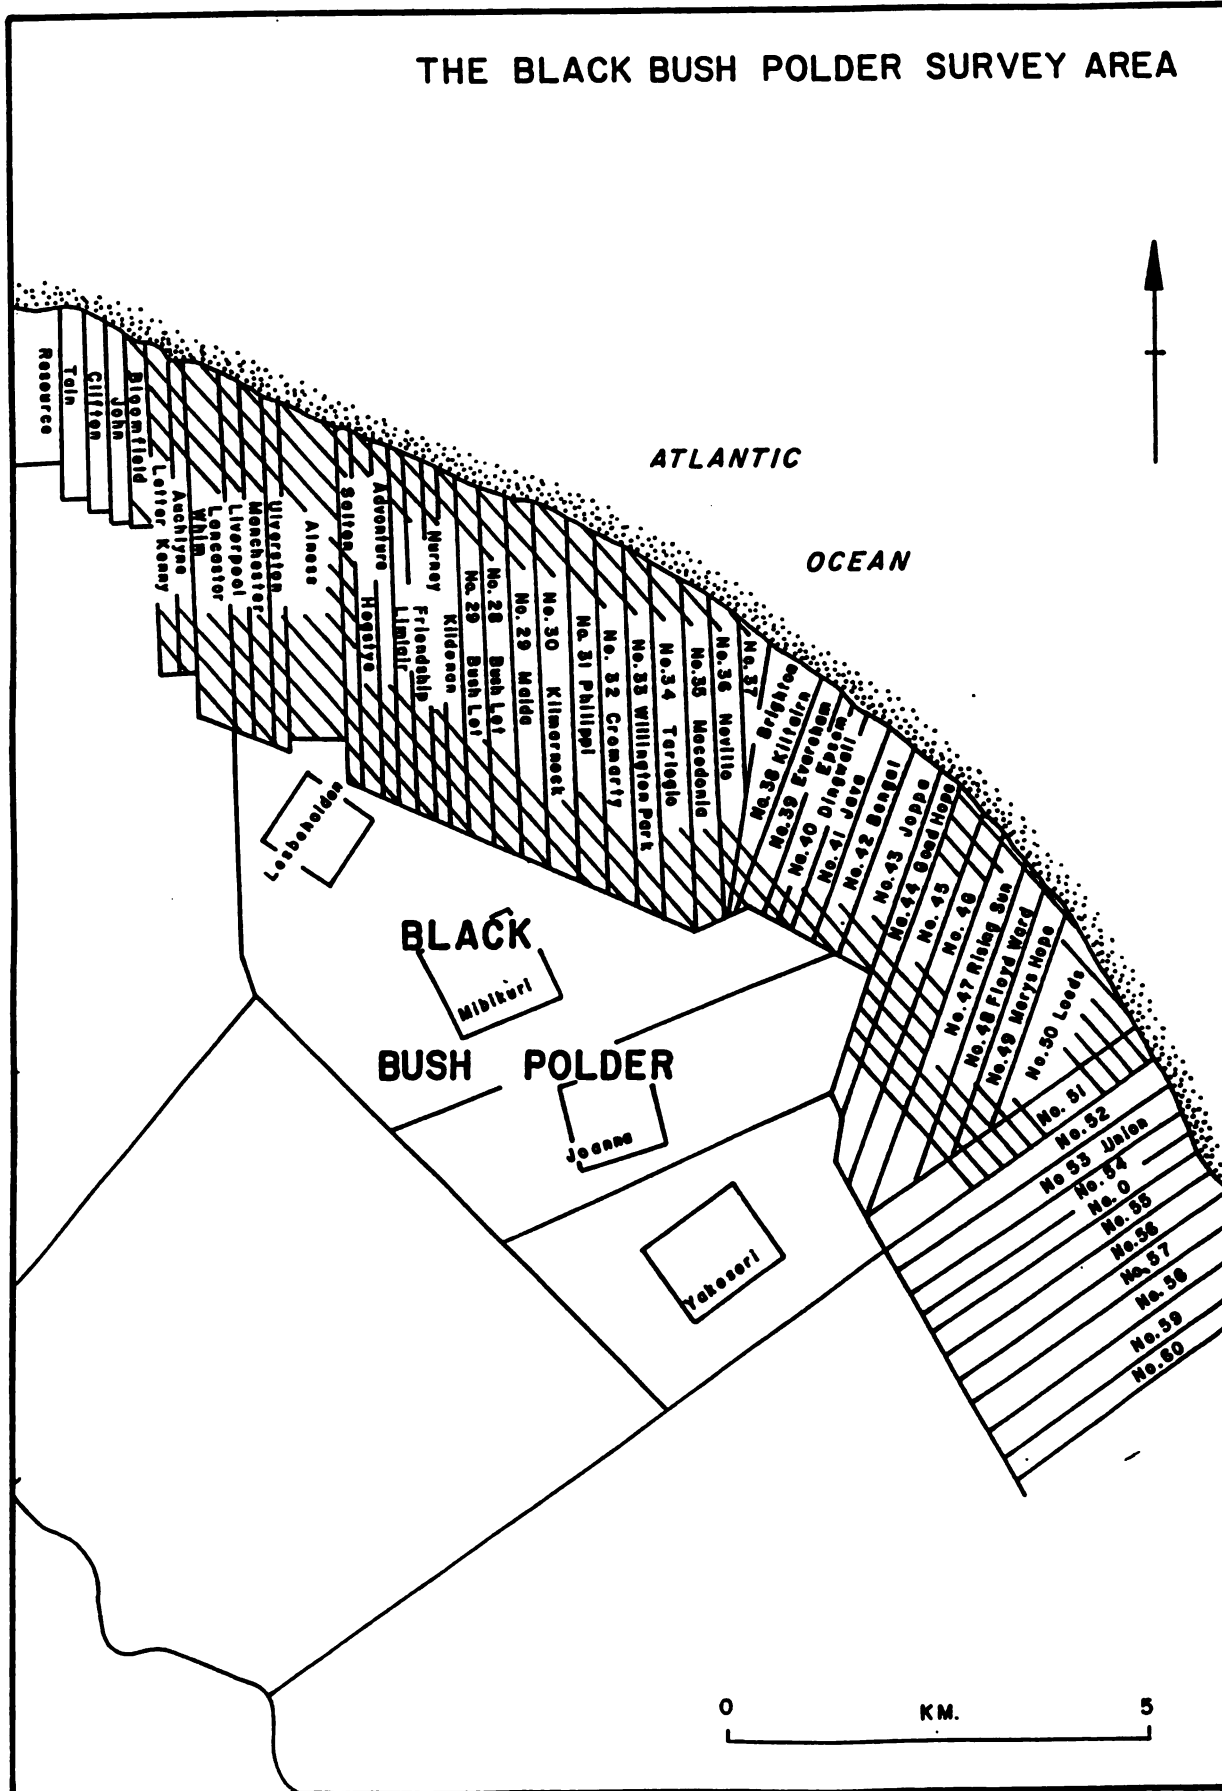 THE BLACK BUSH POLDER SURVEY AREA
ATLANTIC
OCEAN
Resource
Tain
Clifton
John
Bloomfield
Letter Kenny
Auchlyne
Whim
Lancastor
Liverpool
Manchester
Ulverston
Alness
Salton
Hogstye
Adventure
Limlair
Friendship
Nurney
Kildonan
No. 29 Bush Lot
No. 28 Bush Lot
No. 29 Maida
No. 30 Kilmarnock
No. 31 Philippi
No. 32 Cromarty
No. 33 Willington Park
No. 34 Tarlogie
No. 35 Macedonia
No. 36 Neville
No. 37
Brighton
No. 38 Kiltairn
No. 39 Eversham
Epsom
No. 40 Dingwall
No. 41 Java
No. 42 Bengal
No. 43 Joppa
No. 44 Good Hope
No. 45
No. 46
No. 47 Rising Sun
No. 48 Floyd Ward
No. 49 Marys Hope
No. 50 Leeds
No. 51
No. 52
No 53 Union
No. 54
No. 0
No. 55
No. 56
No. 57
No. 58
No. 59
No. 60
Lesbeholden
BLACK
Mibikuri
BUSH POLDER
Joanna
Yakosari
0 KM. 5